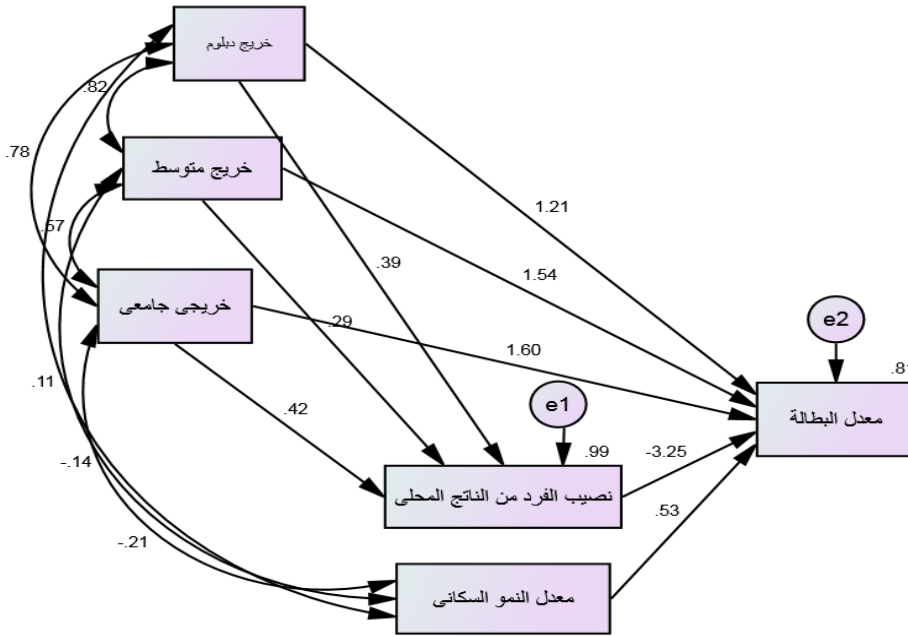 خريج دبلوم
.82
.78
خريج متوسط
1.21
.57
.39
1.54
خريجى جامعى
.29
1.60
e2
.11
.42
e1
معدل البطالة
-.14
.99
-3.25
نصيب الفرد من الناتج المحلى
.53
-.21
معدل النمو السكانى